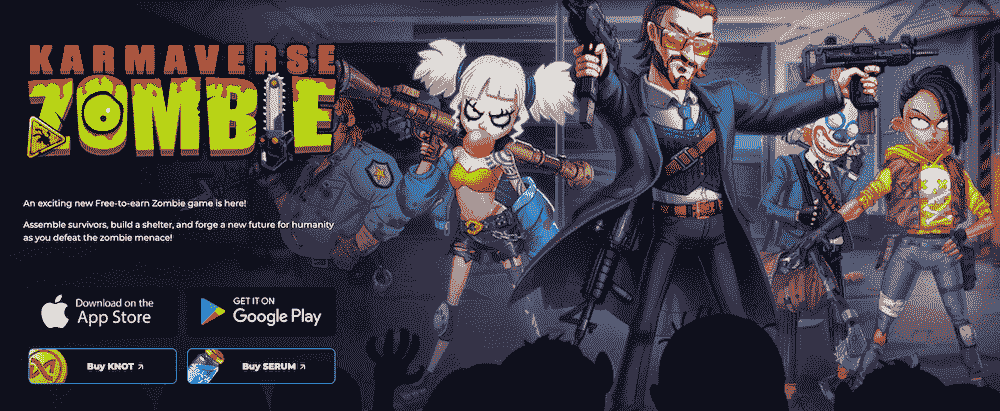 KARMAVERSE
ZOMBIE
An exciting new Free-to-earn Zombie game is here!
Assemble survivors, build a shelter, and forge a new future for humanity
as you defeat the zombie menace!
Download on the
App Store
GET IT ON
Google Play
Buy KNOT ↗
Buy SERUM ↗